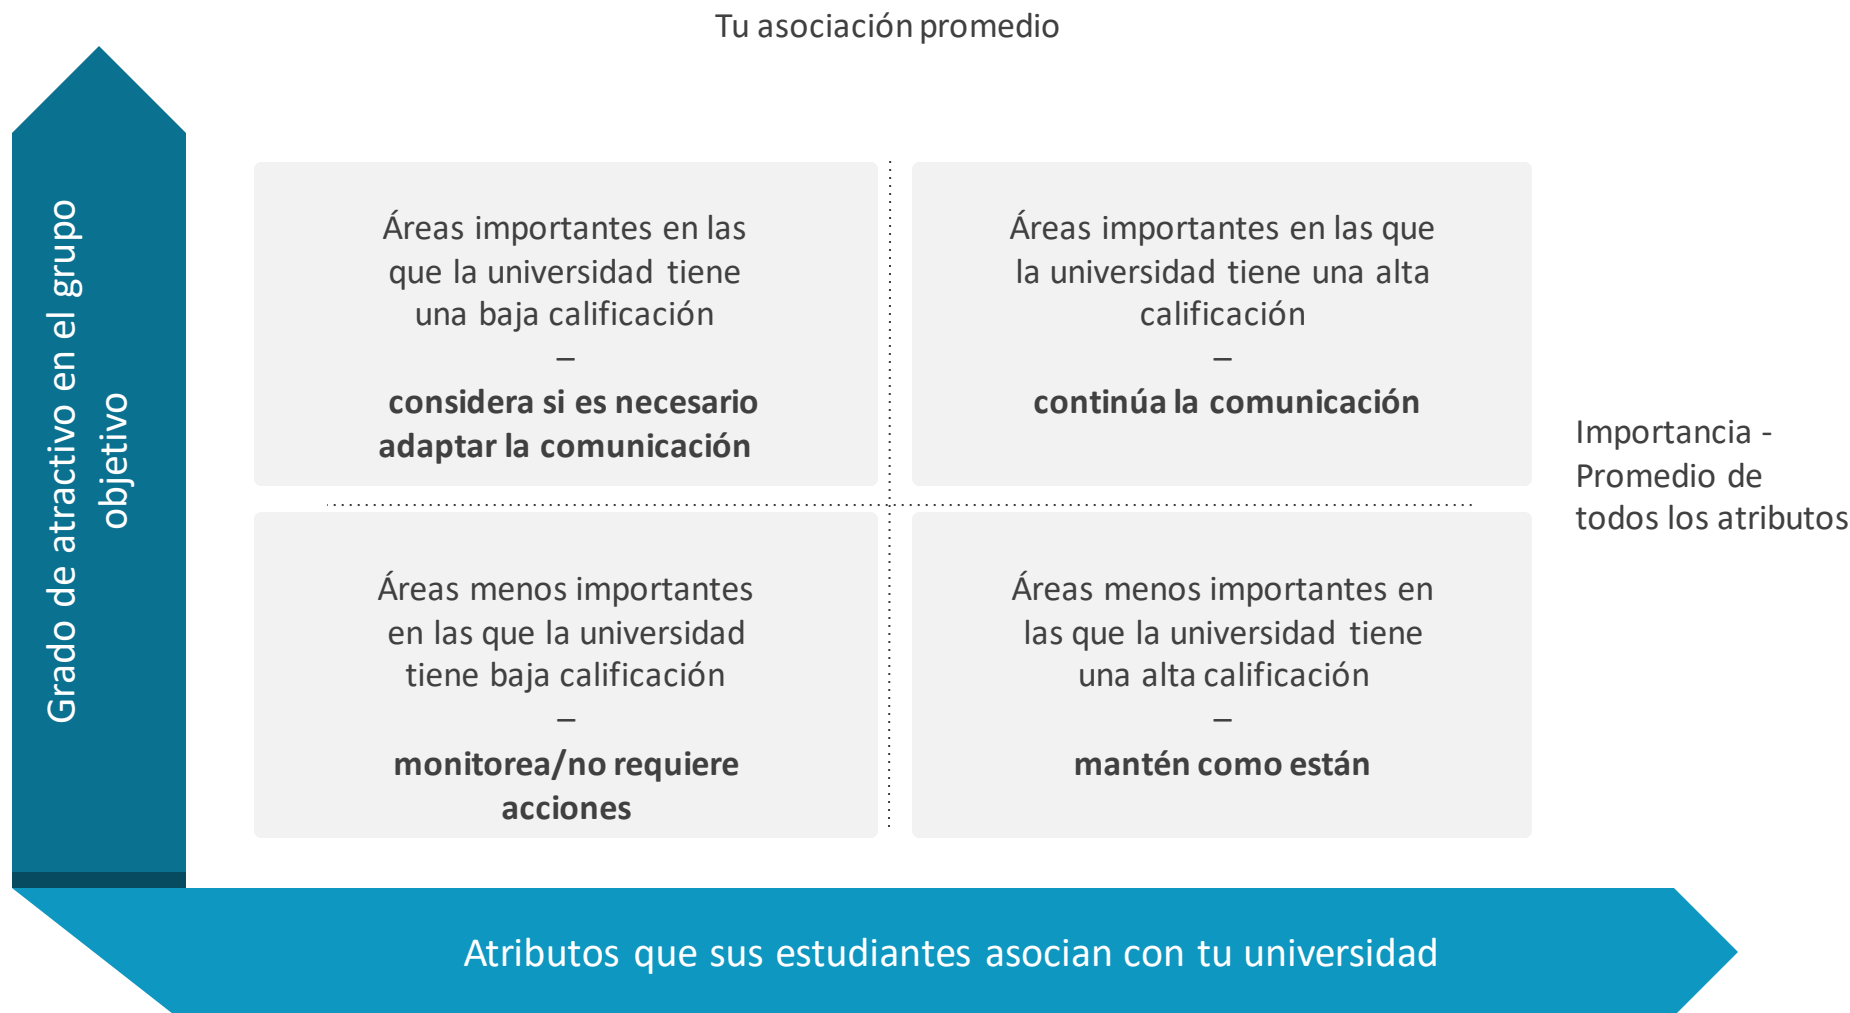 Tu asociación promedio
Grado de atractivo en el grupo
objetivo
Áreas importantes en las
que la universidad tiene
una baja calificación
–
considera si es necesario
adaptar la comunicación
Áreas importantes en las que
la universidad tiene una alta
calificación
–
continúa la comunicación
Importancia -
Promedio de
todos los atributos
Áreas menos importantes
en las que la universidad
tiene baja calificación
–
monitorea/no requiere
acciones
Áreas menos importantes en
las que la universidad tiene
una alta calificación
–
mantén como están
Atributos que sus estudiantes asocian con tu universidad